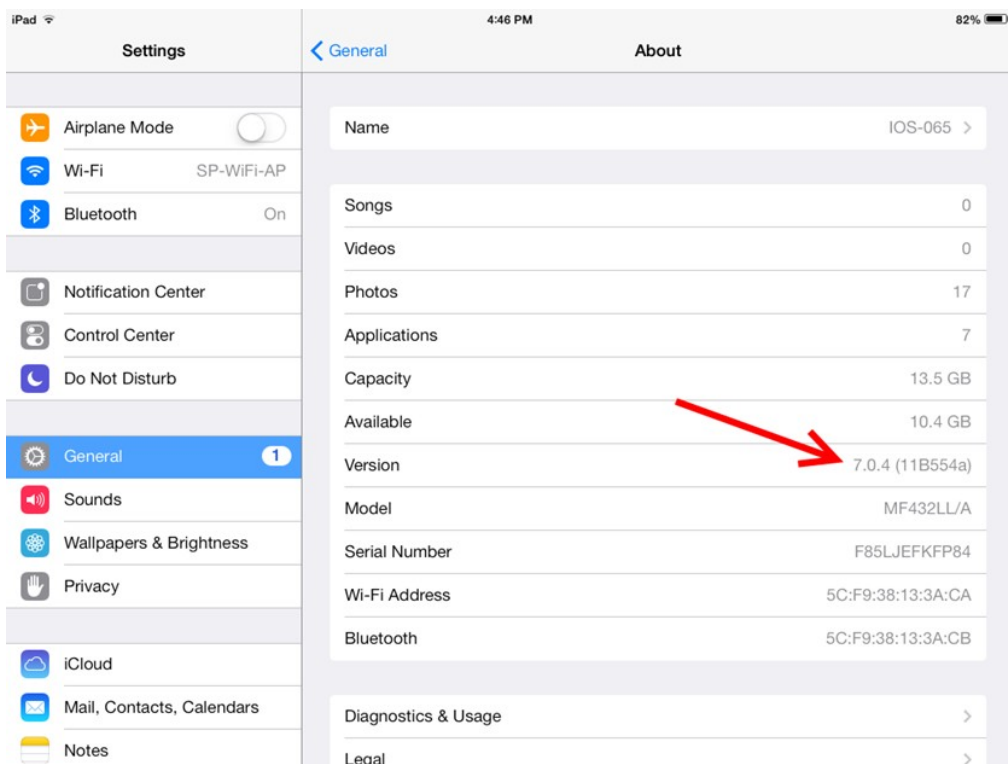 iPad 4:46 PM 82%
Settings
General About
Airplane Mode
Wi-Fi SP-WiFi-AP
Bluetooth On
Notification Center
Control Center
Do Not Disturb
General 1
Sounds
Wallpapers & Brightness
Privacy
iCloud
Mail, Contacts, Calendars
Notes
Name IOS-065
Songs 0
Videos 0
Photos 17
Applications 7
Capacity 13.5 GB
Available 10.4 GB
Version 7.0.4 (11B554a)
Model MF432LL/A
Serial Number F85LJEFKFP84
Wi-Fi Address 5C:F9:38:13:3A:CA
Bluetooth 5C:F9:38:13:3A:CB
Diagnostics & Usage
Legal